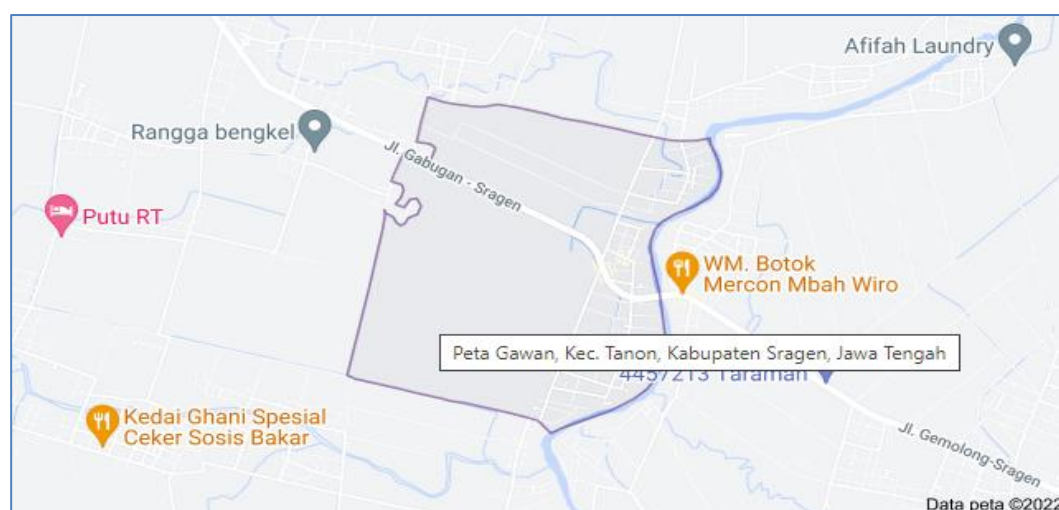 Afifah Laundry
Rangga bengkel
Jl. Gabugan - Sragen
Putu RT
WM. Botok
Mercon Mbah Wiro
Peta Gawan, Kec. Tanon, Kabupaten Sragen, Jawa Tengah
4457213 Taraman
Kedai Ghani Spesial
Ceker Sosis Bakar
Jl. Gemolong-Sragen
Data peta ©2022